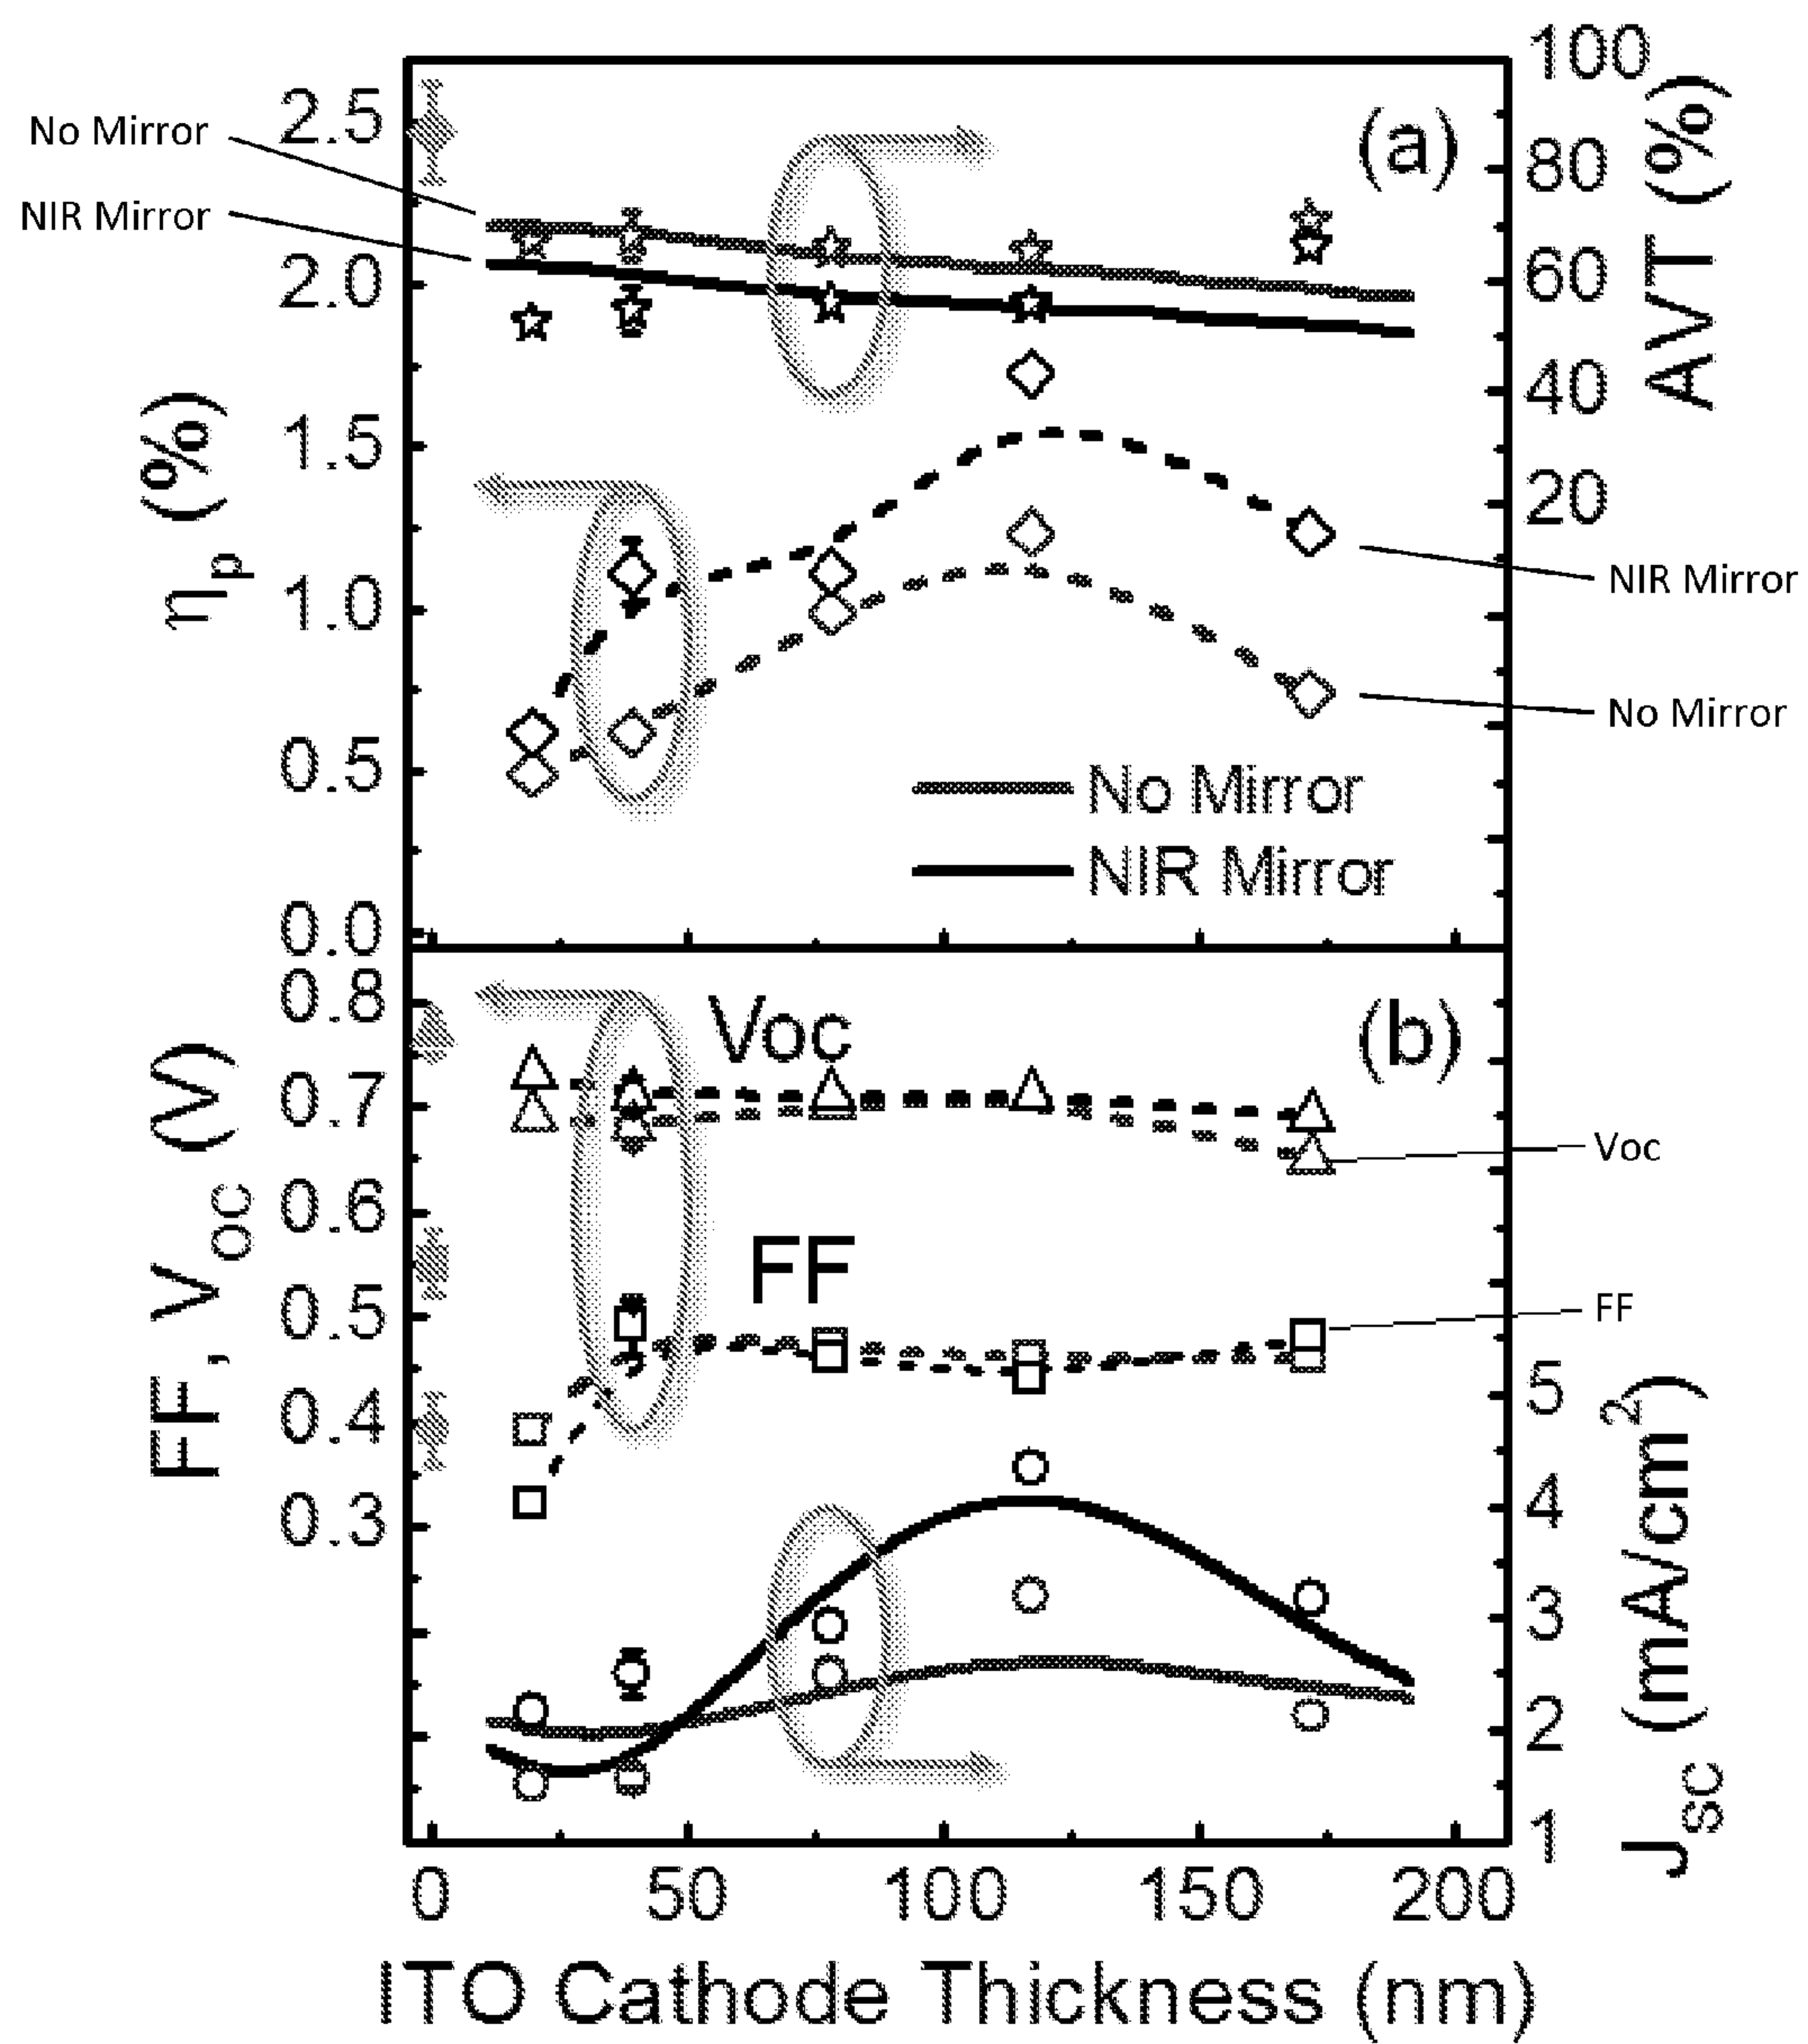 100
2.5
(a)
No Mirror
80
AVT (%)
NIR Mirror
2.0
60
40
ηp (%)
1.5
20
1.0
NIR Mirror
No Mirror
0.5
No Mirror
NIR Mirror
0.0
0.8
Voc
(b)
0.7
FF, VOC (V)
Voc
0.6
FF
0.5
FF
5
0.4
4
0.3
3
JSC (mA/cm²)
2
1
0 50 100 150 200
ITO Cathode Thickness (nm)